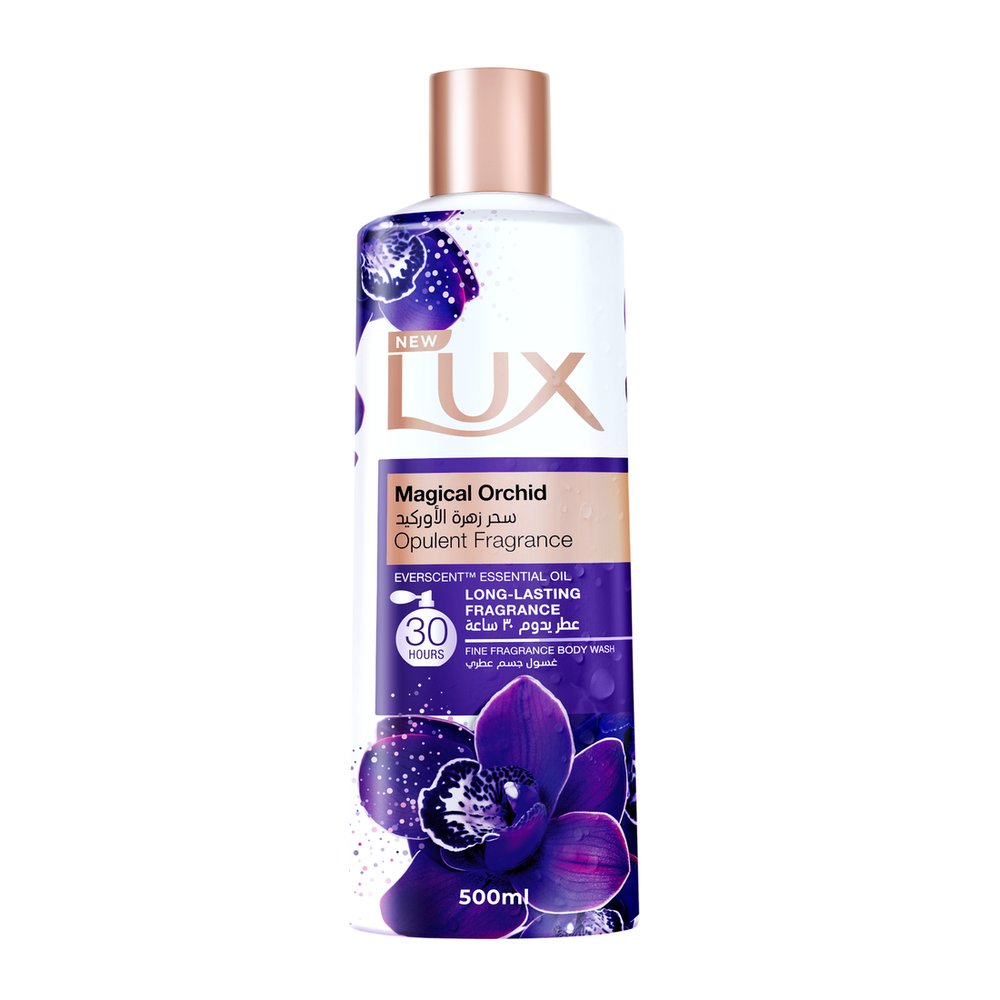 NEW
LUX
Magical Orchid
سحر زهرة الأوركيد
Opulent Fragrance
EVERSCENT™ ESSENTIAL OIL
LONG-LASTING
FRAGRANCE
عطر يدوم ٣٠ ساعة
30
HOURS
FINE FRAGRANCE BODY WASH
غسول جسم عطري
500ml